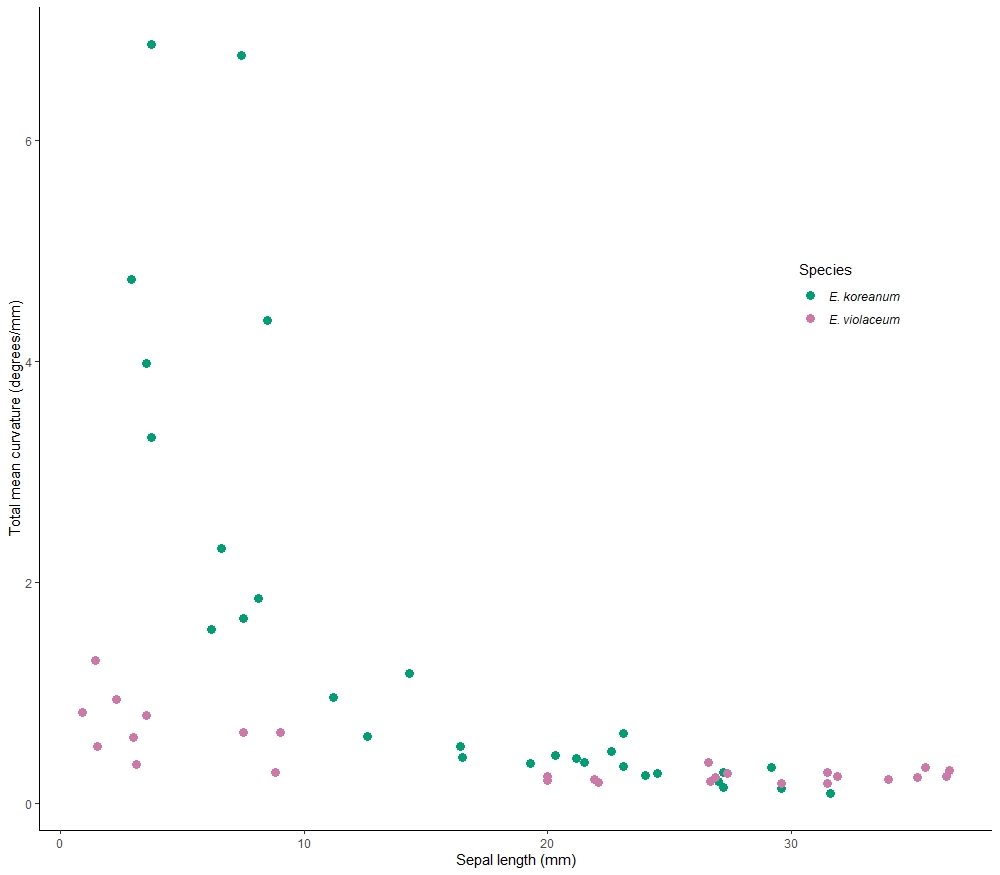 6
4
2
0
0
10
20
30
Sepal length (mm)
Total mean curvature (degrees/mm)
Species
E. koreanum
E. violaceum